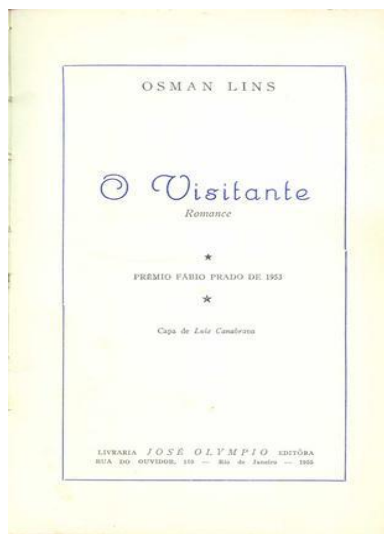 OSMAN LINS
O Visitante
Romance
PRÊMIO FÁBIO PRADO DE 1953
Capa de Luís Canabrava
LIVRARIA JOSÉ OLYMPIO EDITÔRA
RUA DO OUVIDOR, 110 — Rio de Janeiro — 1955